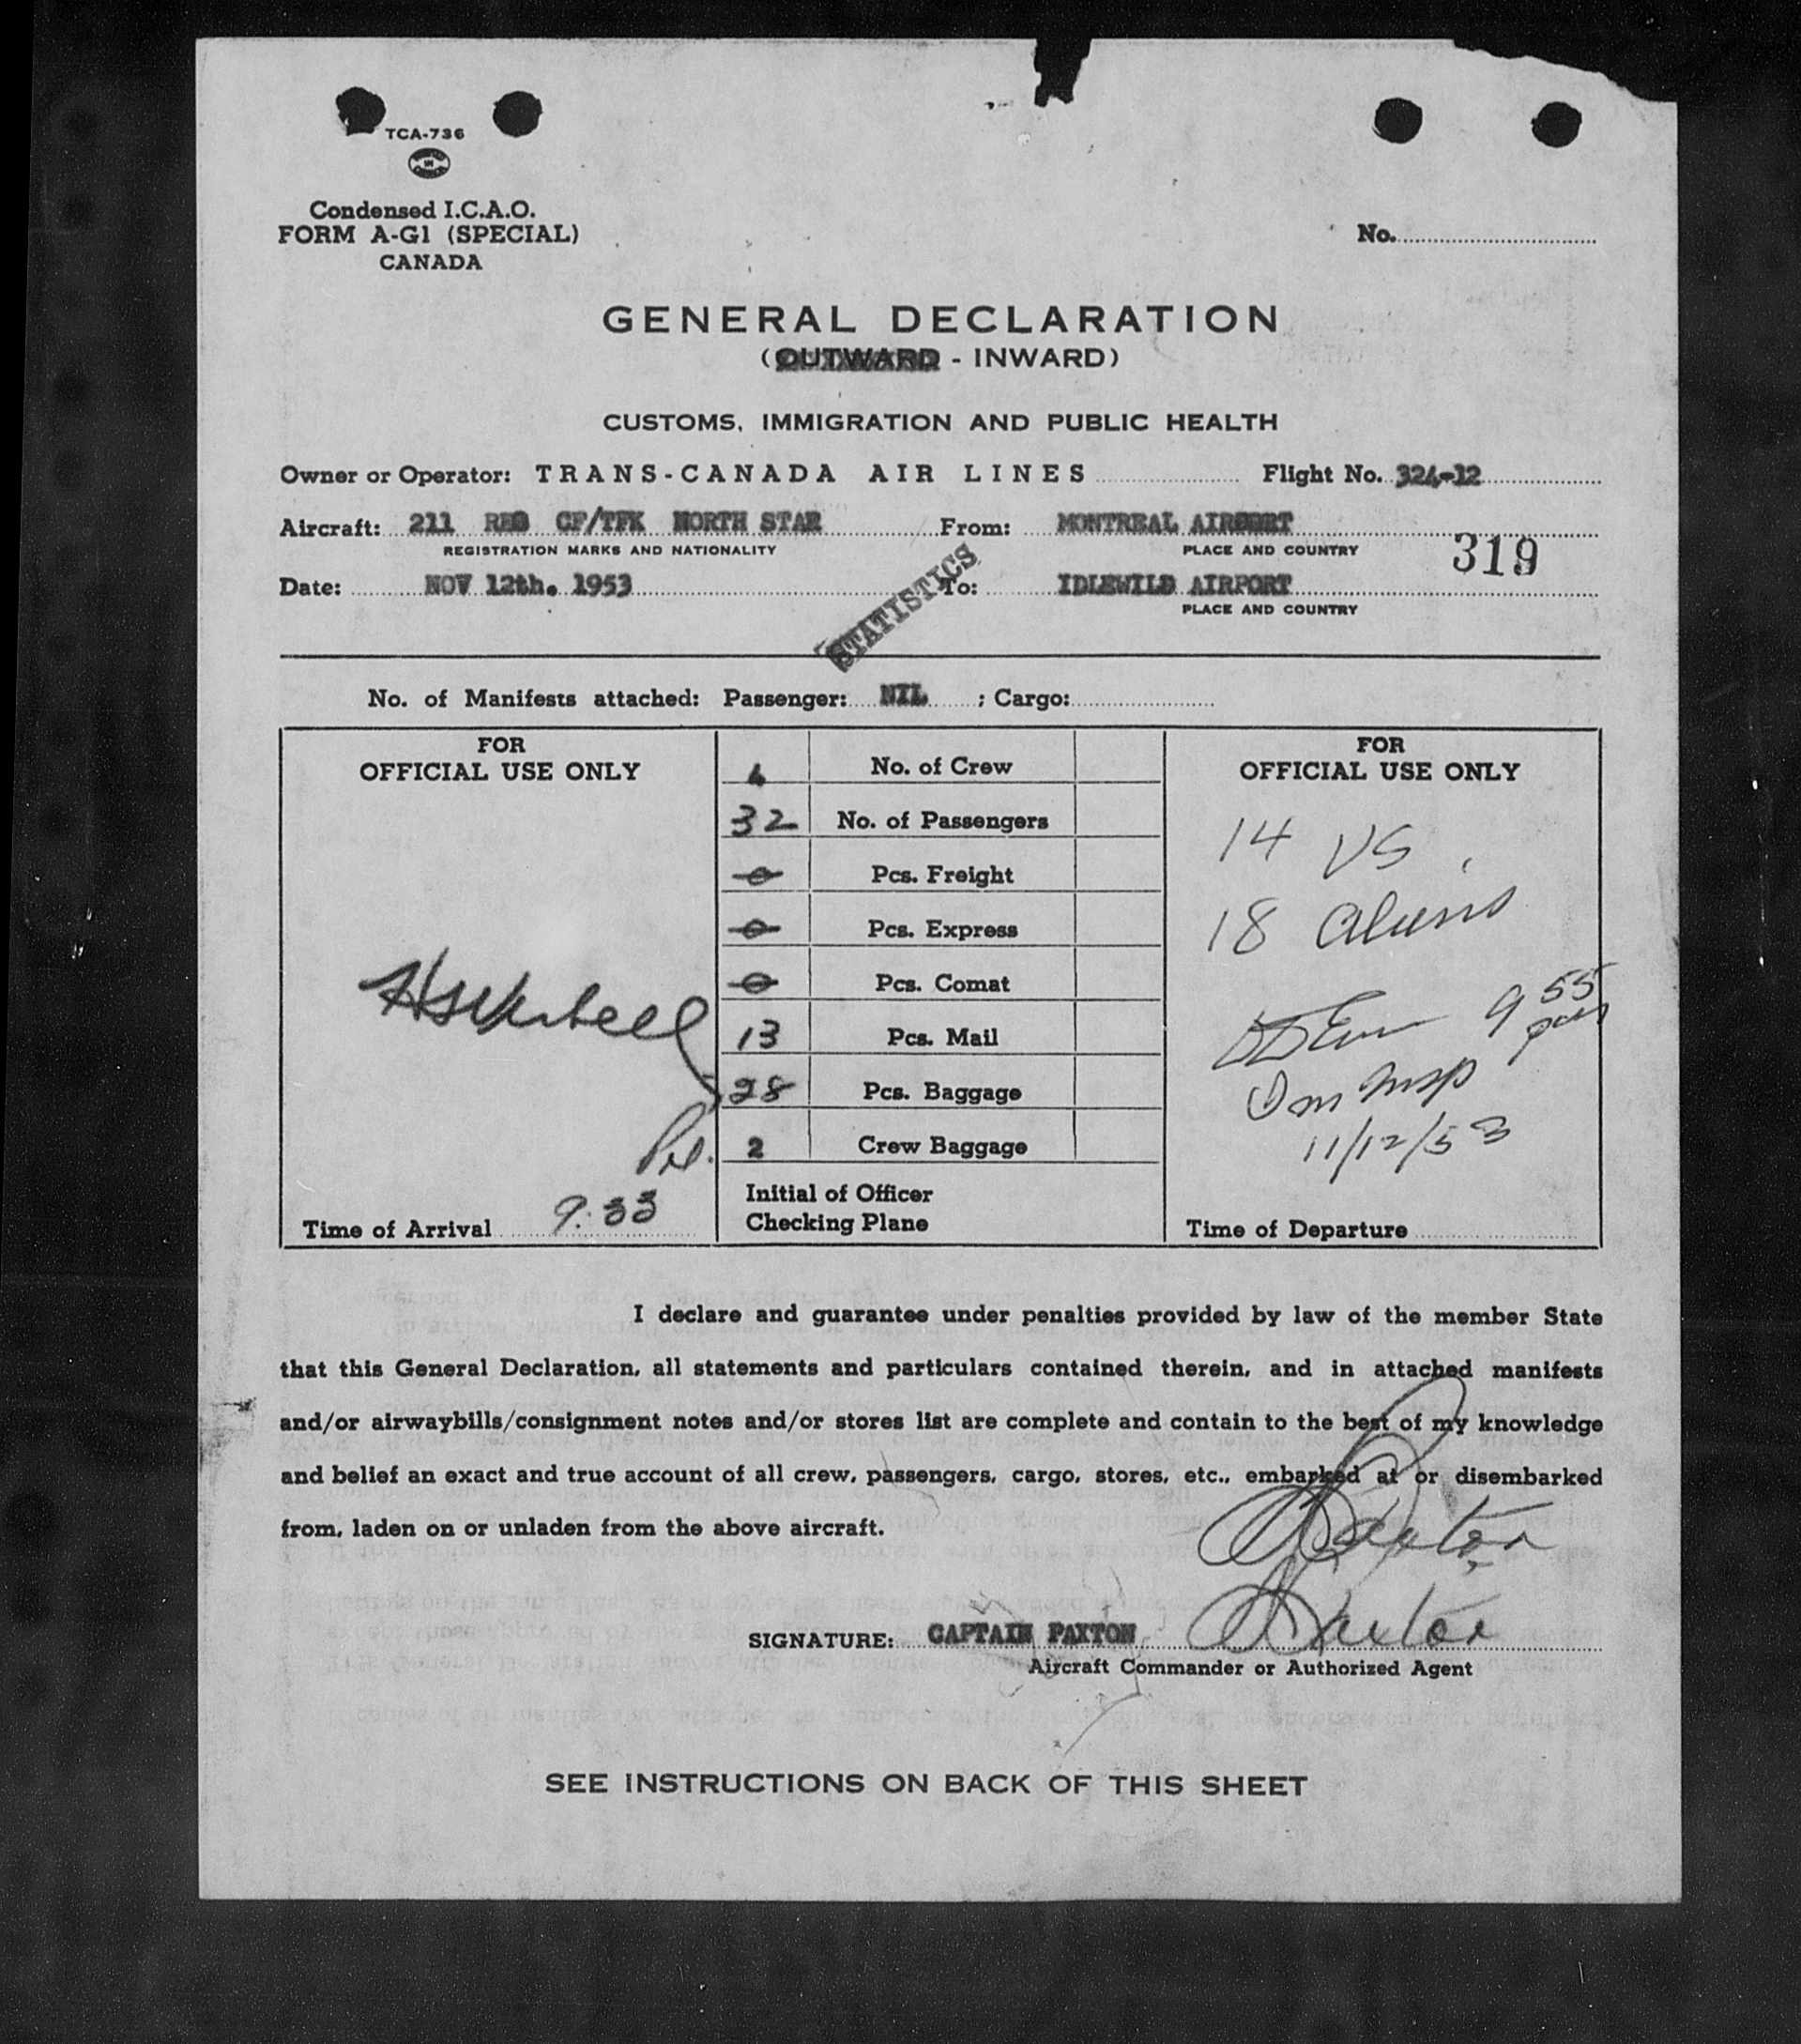 TCA-736
Condensed I.C.A.O.
FORM A-G1 (SPECIAL)
CANADA
No.
GENERAL DECLARATION
(OUTWARD - INWARD)
CUSTOMS, IMMIGRATION AND PUBLIC HEALTH
Owner or Operator: TRANS-CANADA AIR LINES Flight No. 324-12
Aircraft: 211 REG CF/TFK NORTH STAR From: MONTREAL AIRPORT
REGISTRATION MARKS AND NATIONALITY PLACE AND COUNTRY
319
Date: NOV 12th. 1953 To: IDLEWILD AIRPORT
PLACE AND COUNTRY
STATISTICS
No. of Manifests attached: Passenger: NIL ; Cargo:
FOR
OFFICIAL USE ONLY
Time of Arrival 9:33
No. of Crew
32 No. of Passengers
0 Pcs. Freight
0 Pcs. Express
0 Pcs. Comat
13 Pcs. Mail
28 Pcs. Baggage
2 Crew Baggage
Initial of Officer
Checking Plane
FOR
OFFICIAL USE ONLY
14 US
18 aliens
9 55
pm
Im Insp
11/12/53
Time of Departure
I declare and guarantee under penalties provided by law of the member State
that this General Declaration, all statements and particulars contained therein, and in attached manifests
and/or airwaybills/consignment notes and/or stores list are complete and contain to the best of my knowledge
and belief an exact and true account of all crew, passengers, cargo, stores, etc., embarked at or disembarked
from, laden on or unladen from the above aircraft.
Paxton
SIGNATURE: CAPTAIN PAXTON Paxton
Aircraft Commander or Authorized Agent
SEE INSTRUCTIONS ON BACK OF THIS SHEET